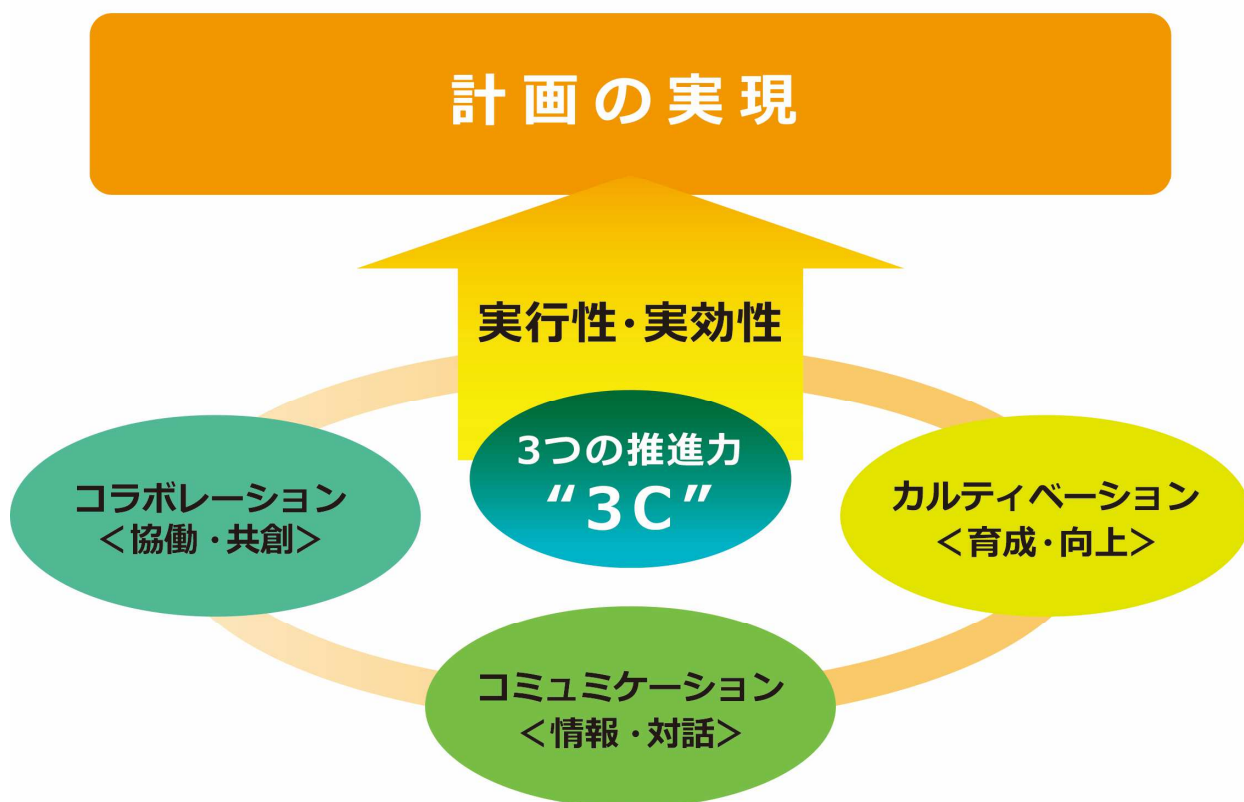 計画の実現
実行性・実効性
3つの推進力
“3C”
コラボレーション
＜協働・共創＞
カルティベーション
＜育成・向上＞
コミュミケーション
＜情報・対話＞